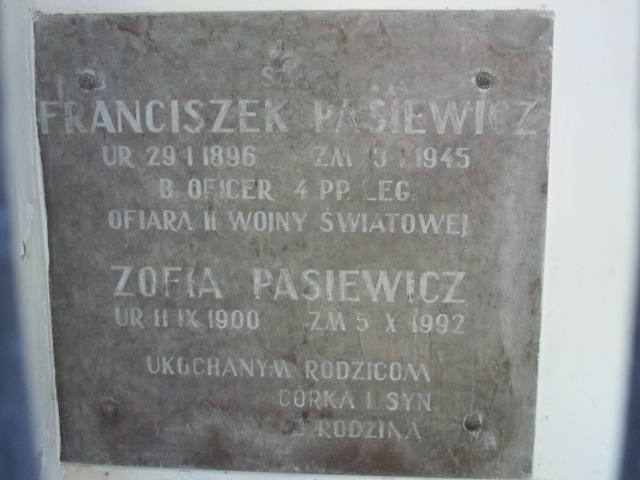 Ś.P.
FRANCISZEK PASIEWICZ
UR 29 I 1896 ZM 1945
B. OFICER 4 PP. LEG.
OFIARA II WOJNY ŚWIATOWEJ
ZOFIA PASIEWICZ
UR 11 IX 1900 ZM 5 X 1992
UKOCHANYM RODZICOM
CÓRKA I SYN
Z RODZINĄ